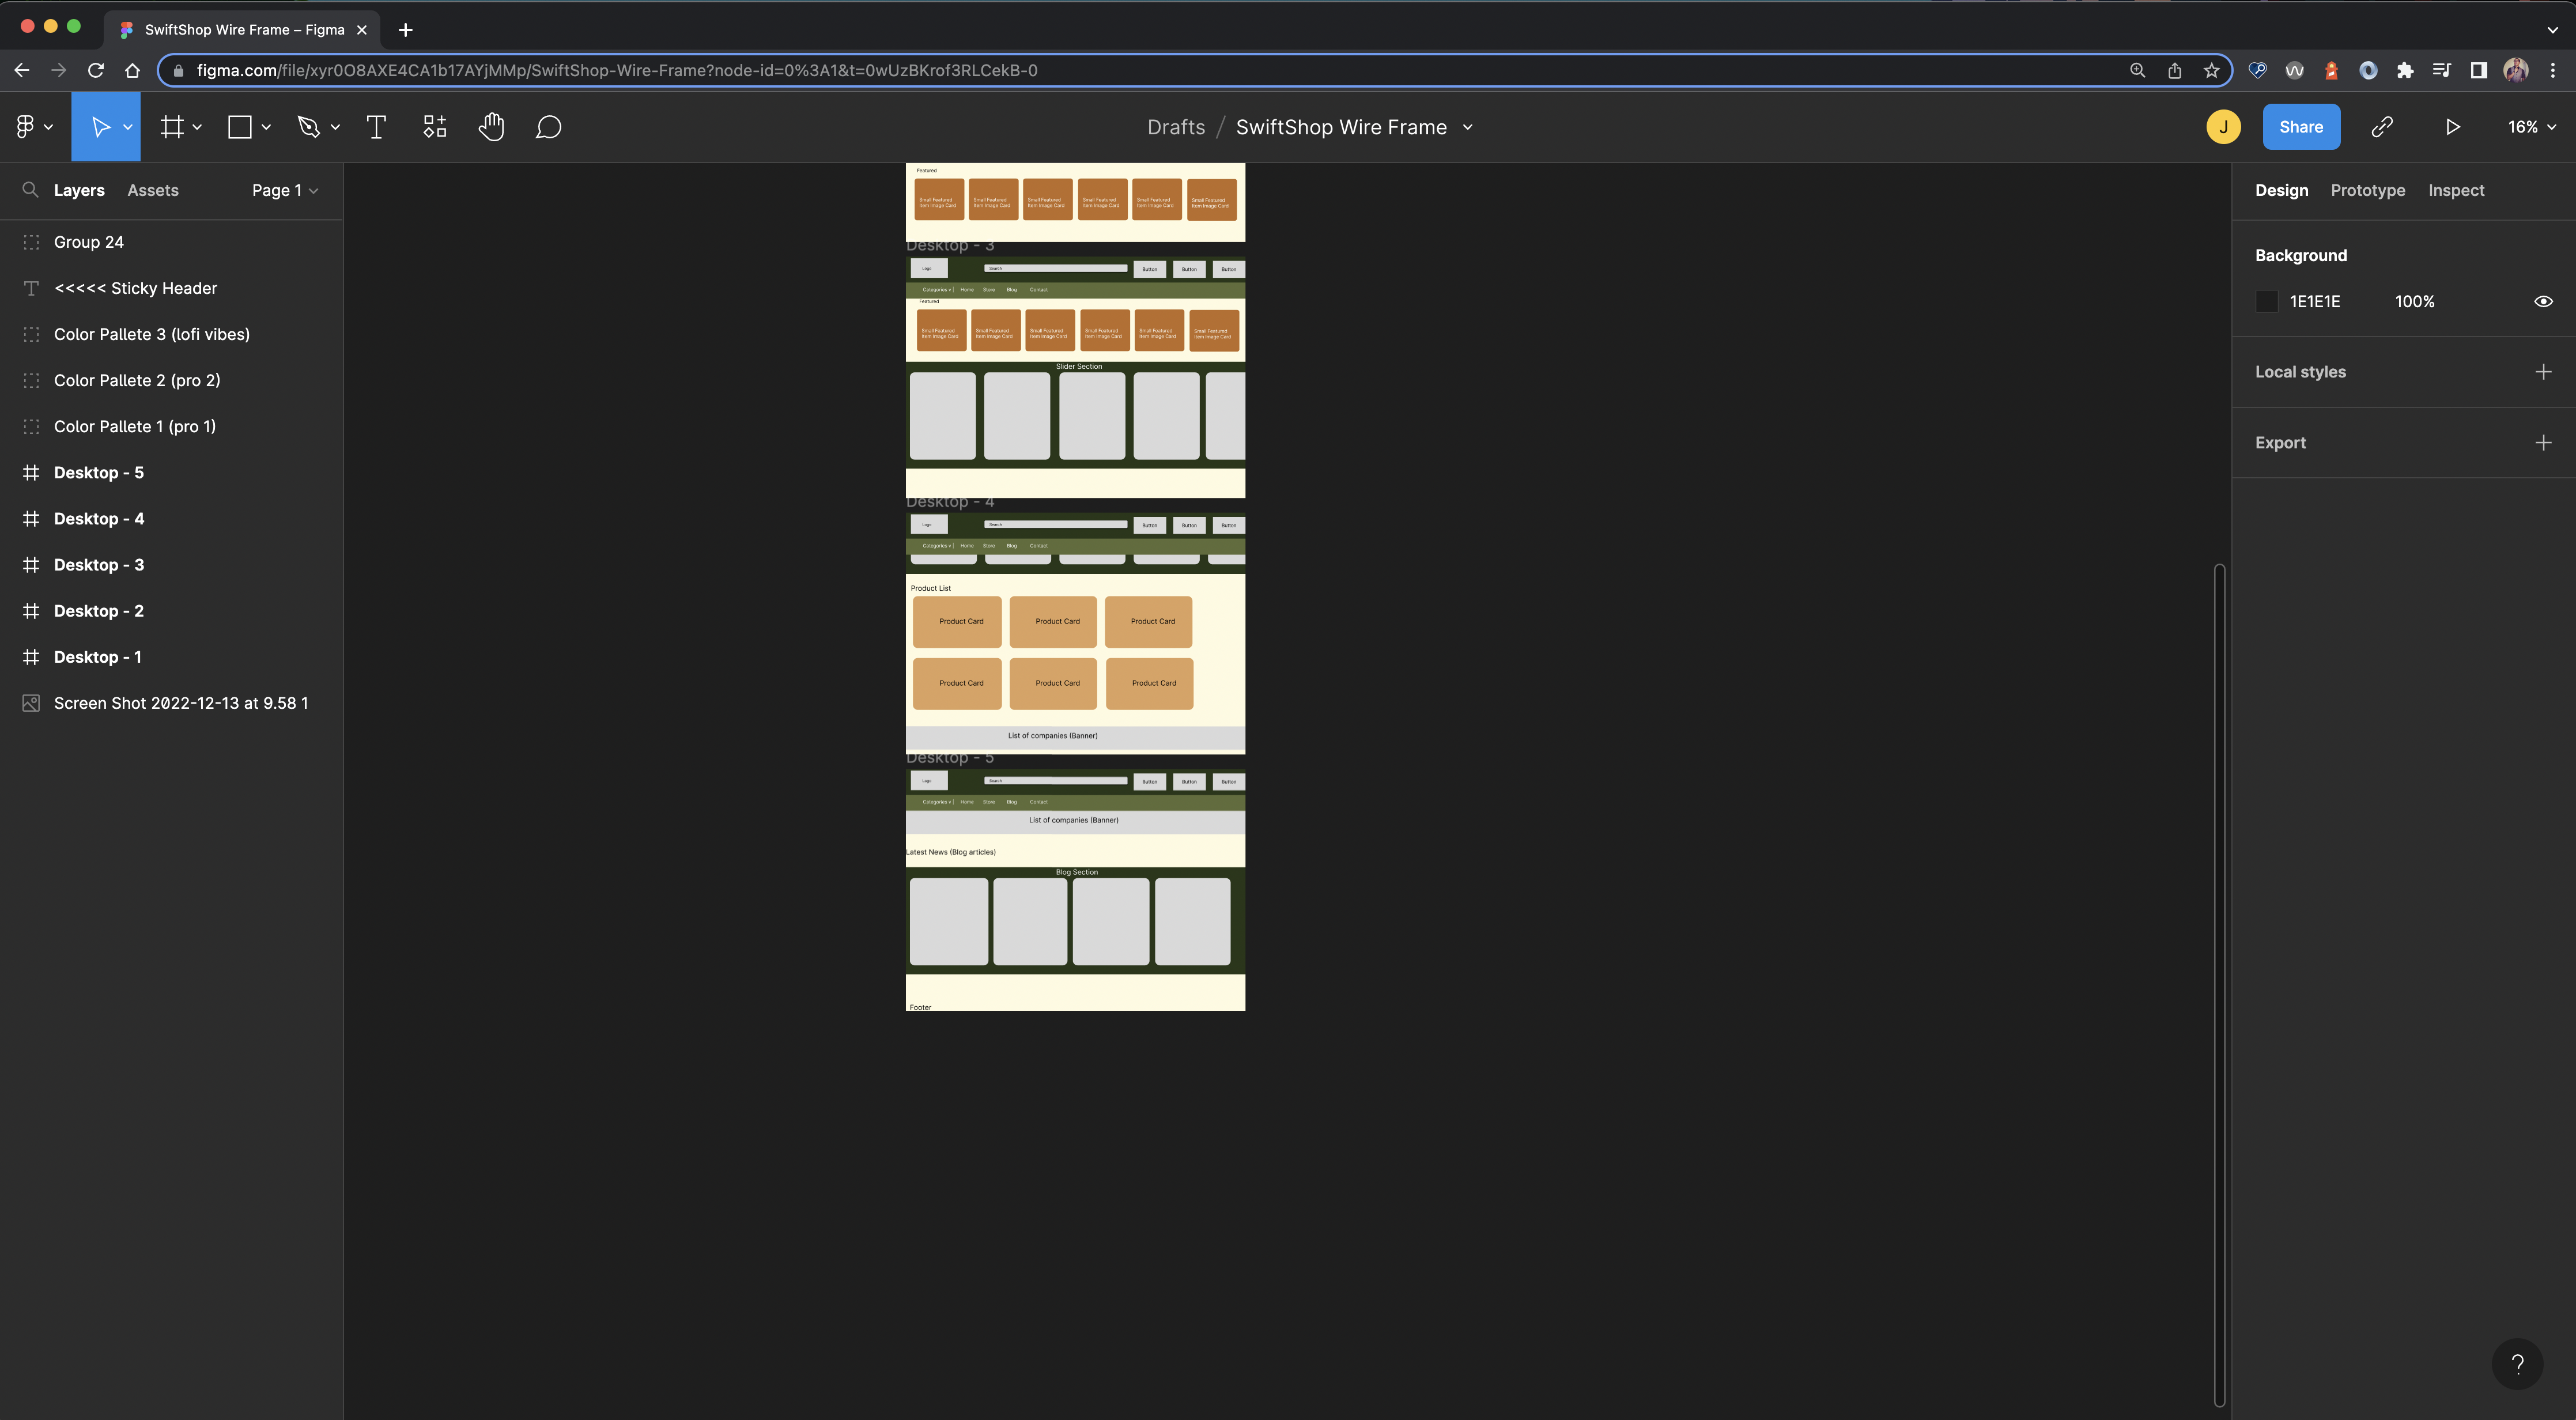 SwiftShop Wire Frame – Figma
figma.com/file/xyr0O8AXE4CA1b17AYjMMp/SwiftShop-Wire-Frame?node-id=0%3A1&t=0wUzBKrof3RLCekB-0
Drafts / SwiftShop Wire Frame
J
Share
16%
Layers
Assets
Page 1
Group 24
<<<<< Sticky Header
Color Pallete 3 (lofi vibes)
Color Pallete 2 (pro 2)
Color Pallete 1 (pro 1)
Desktop - 5
Desktop - 4
Desktop - 3
Desktop - 2
Desktop - 1
Screen Shot 2022-12-13 at 9.58 1
Featured
Small Featured Item Image Card
Small Featured Item Image Card
Small Featured Item Image Card
Small Featured Item Image Card
Small Featured Item Image Card
Small Featured Item Image Card
Desktop - 3
Logo Search Button Button Button
Categories v | Home Store Blog Contact
Featured
Small Featured Item Image Card
Small Featured Item Image Card
Small Featured Item Image Card
Small Featured Item Image Card
Small Featured Item Image Card
Small Featured Item Image Card
Slider Section
Desktop - 4
Logo Search Button Button Button
Categories v | Home Store Blog Contact
Product List
Product Card Product Card Product Card
Product Card Product Card Product Card
List of companies (Banner)
Desktop - 5
Logo Search Button Button Button
Categories v | Home Store Blog Contact
List of companies (Banner)
Latest News (Blog articles)
Blog Section
Footer
Design
Prototype
Inspect
Background
1E1E1E
100%
Local styles
Export
?